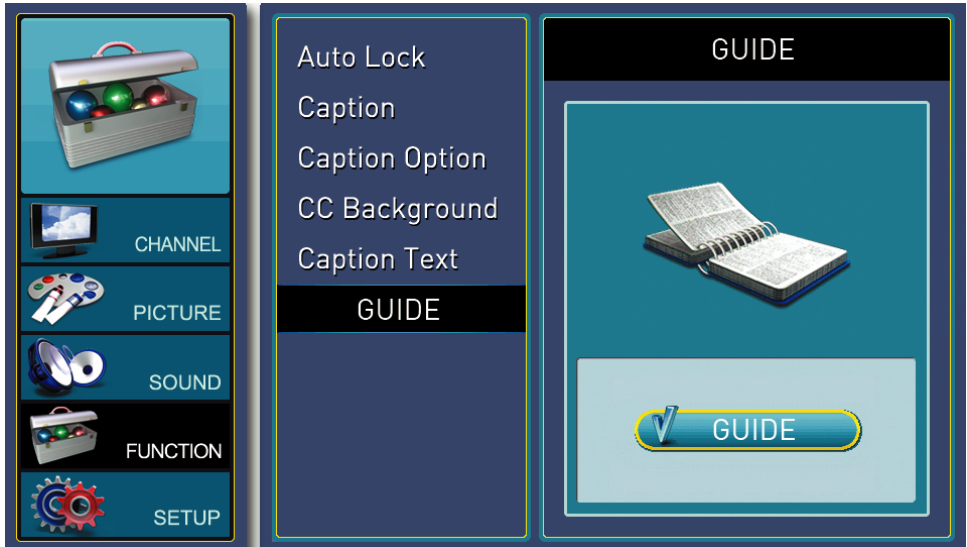 CHANNEL
PICTURE
SOUND
FUNCTION
SETUP
Auto Lock
Caption
Caption Option
CC Background
Caption Text
GUIDE
GUIDE
GUIDE